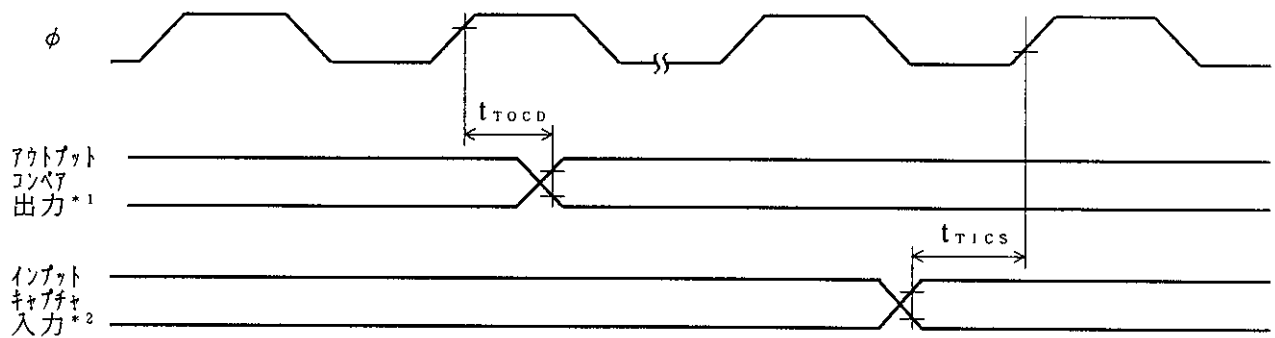 φ
tTOCD
アウトプット
コンペア
出力*1
tTICS
インプット
キャプチャ
入力*2